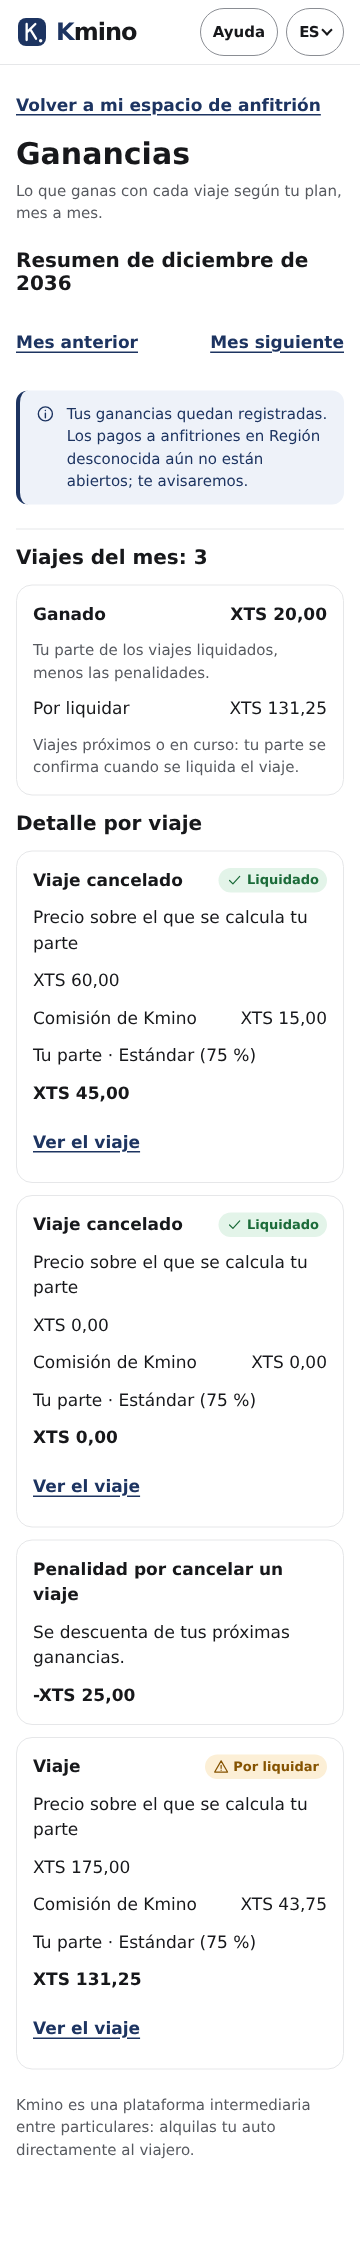 K. Kmino
Ayuda
ES
Volver a mi espacio de anfitrión
Ganancias
Lo que ganas con cada viaje según tu plan,
mes a mes.
Resumen de diciembre de
2036
Mes anterior
Mes siguiente
Tus ganancias quedan registradas.
Los pagos a anfitriones en Región
desconocida aún no están
abiertos; te avisaremos.
Viajes del mes: 3
Ganado XTS 20,00
Tu parte de los viajes liquidados,
menos las penalidades.
Por liquidar XTS 131,25
Viajes próximos o en curso: tu parte se
confirma cuando se liquida el viaje.
Detalle por viaje
Viaje cancelado Liquidado
Precio sobre el que se calcula tu
parte
XTS 60,00
Comisión de Kmino XTS 15,00
Tu parte · Estándar (75 %)
XTS 45,00
Ver el viaje
Viaje cancelado Liquidado
Precio sobre el que se calcula tu
parte
XTS 0,00
Comisión de Kmino XTS 0,00
Tu parte · Estándar (75 %)
XTS 0,00
Ver el viaje
Penalidad por cancelar un
viaje
Se descuenta de tus próximas
ganancias.
-XTS 25,00
Viaje Por liquidar
Precio sobre el que se calcula tu
parte
XTS 175,00
Comisión de Kmino XTS 43,75
Tu parte · Estándar (75 %)
XTS 131,25
Ver el viaje
Kmino es una plataforma intermediaria
entre particulares: alquilas tu auto
directamente al viajero.